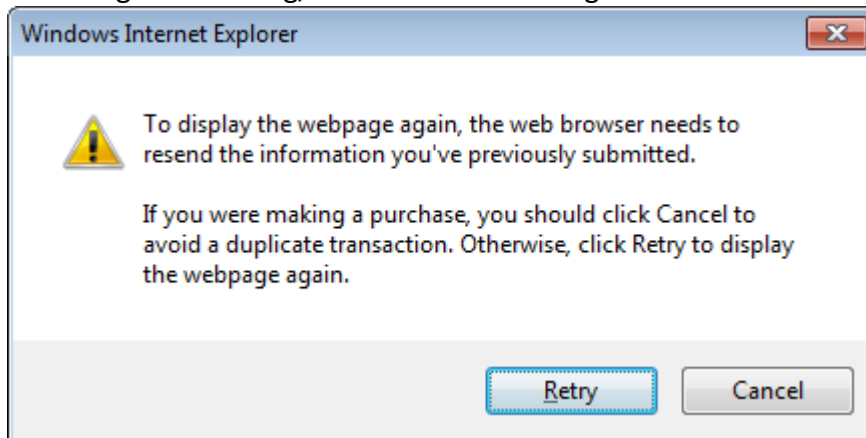 Windows Internet Explorer
To display the webpage again, the web browser needs to
resend the information you've previously submitted.
If you were making a purchase, you should click Cancel to
avoid a duplicate transaction. Otherwise, click Retry to display
the webpage again.
Retry
Cancel